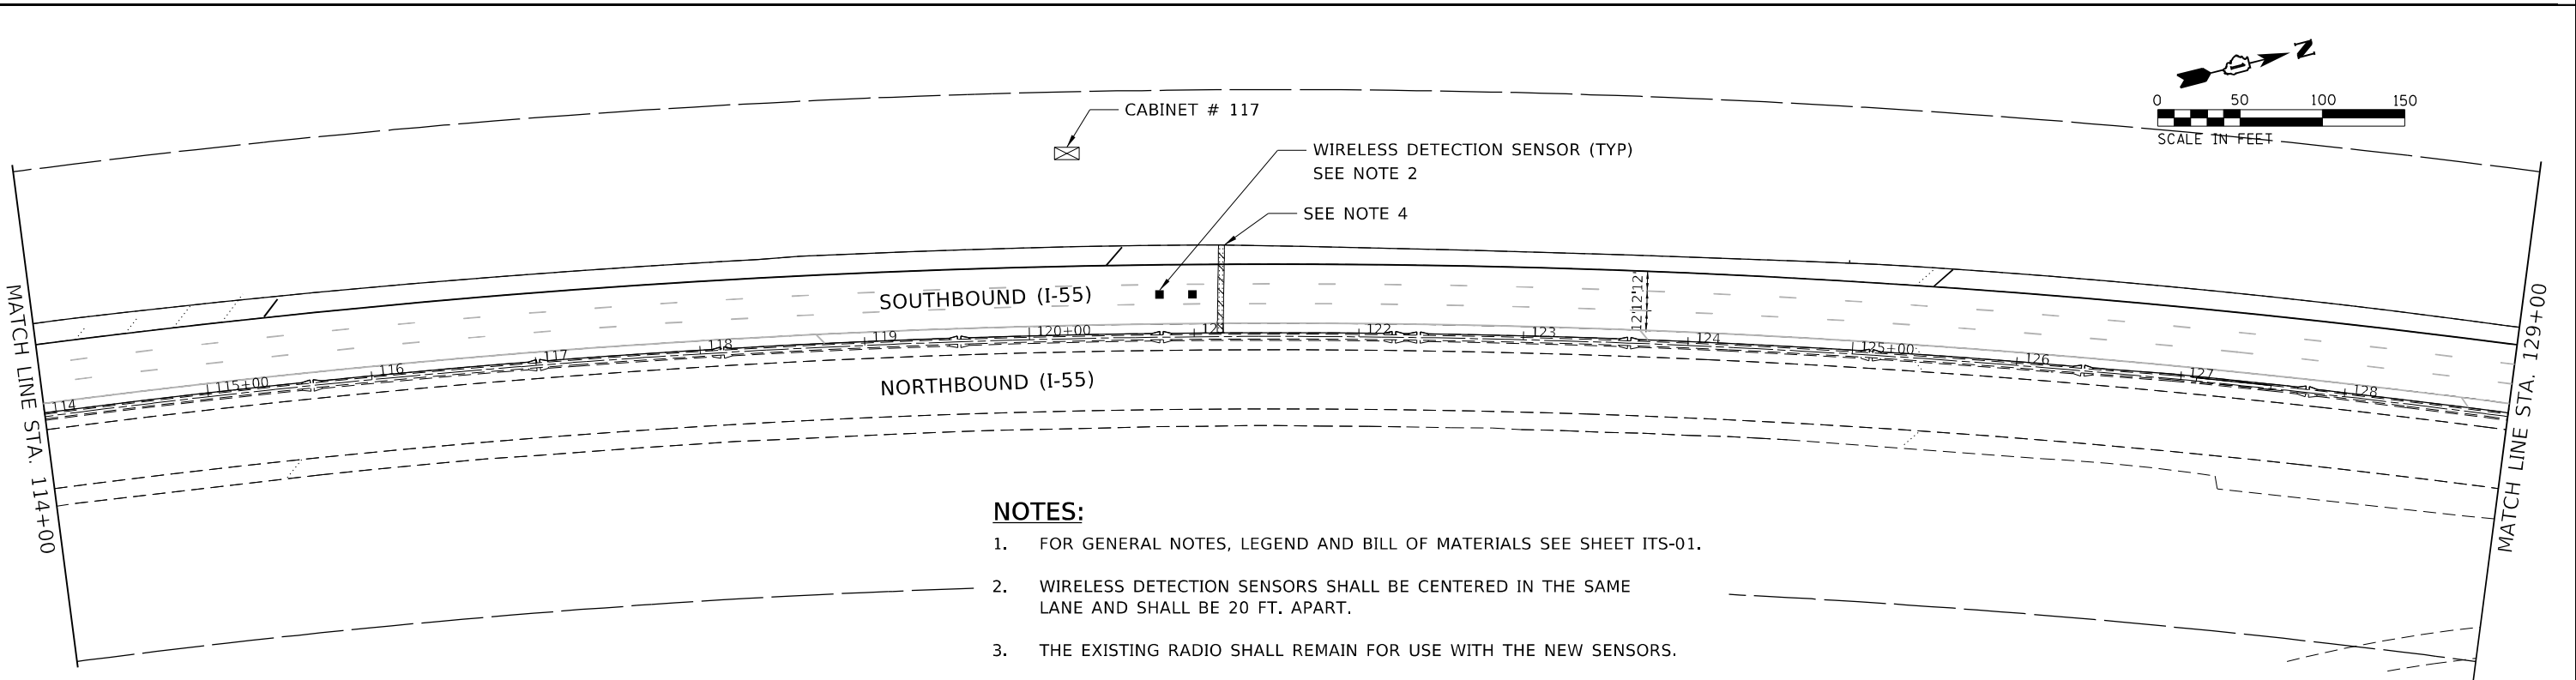 N
0 50 100 150
SCALE IN FEET
CABINET # 117
WIRELESS DETECTION SENSOR (TYP)
SEE NOTE 2
SEE NOTE 4
MATCH LINE STA. 114+00
SOUTHBOUND (I-55)
12'12'12'
114 115+00 116 117 118 119 120+00 121 122 123 124 125+00 126 127 128
NORTHBOUND (I-55)
MATCH LINE STA. 129+00
NOTES:
1. FOR GENERAL NOTES, LEGEND AND BILL OF MATERIALS SEE SHEET ITS-01.
2. WIRELESS DETECTION SENSORS SHALL BE CENTERED IN THE SAME
LANE AND SHALL BE 20 FT. APART.
3. THE EXISTING RADIO SHALL REMAIN FOR USE WITH THE NEW SENSORS.